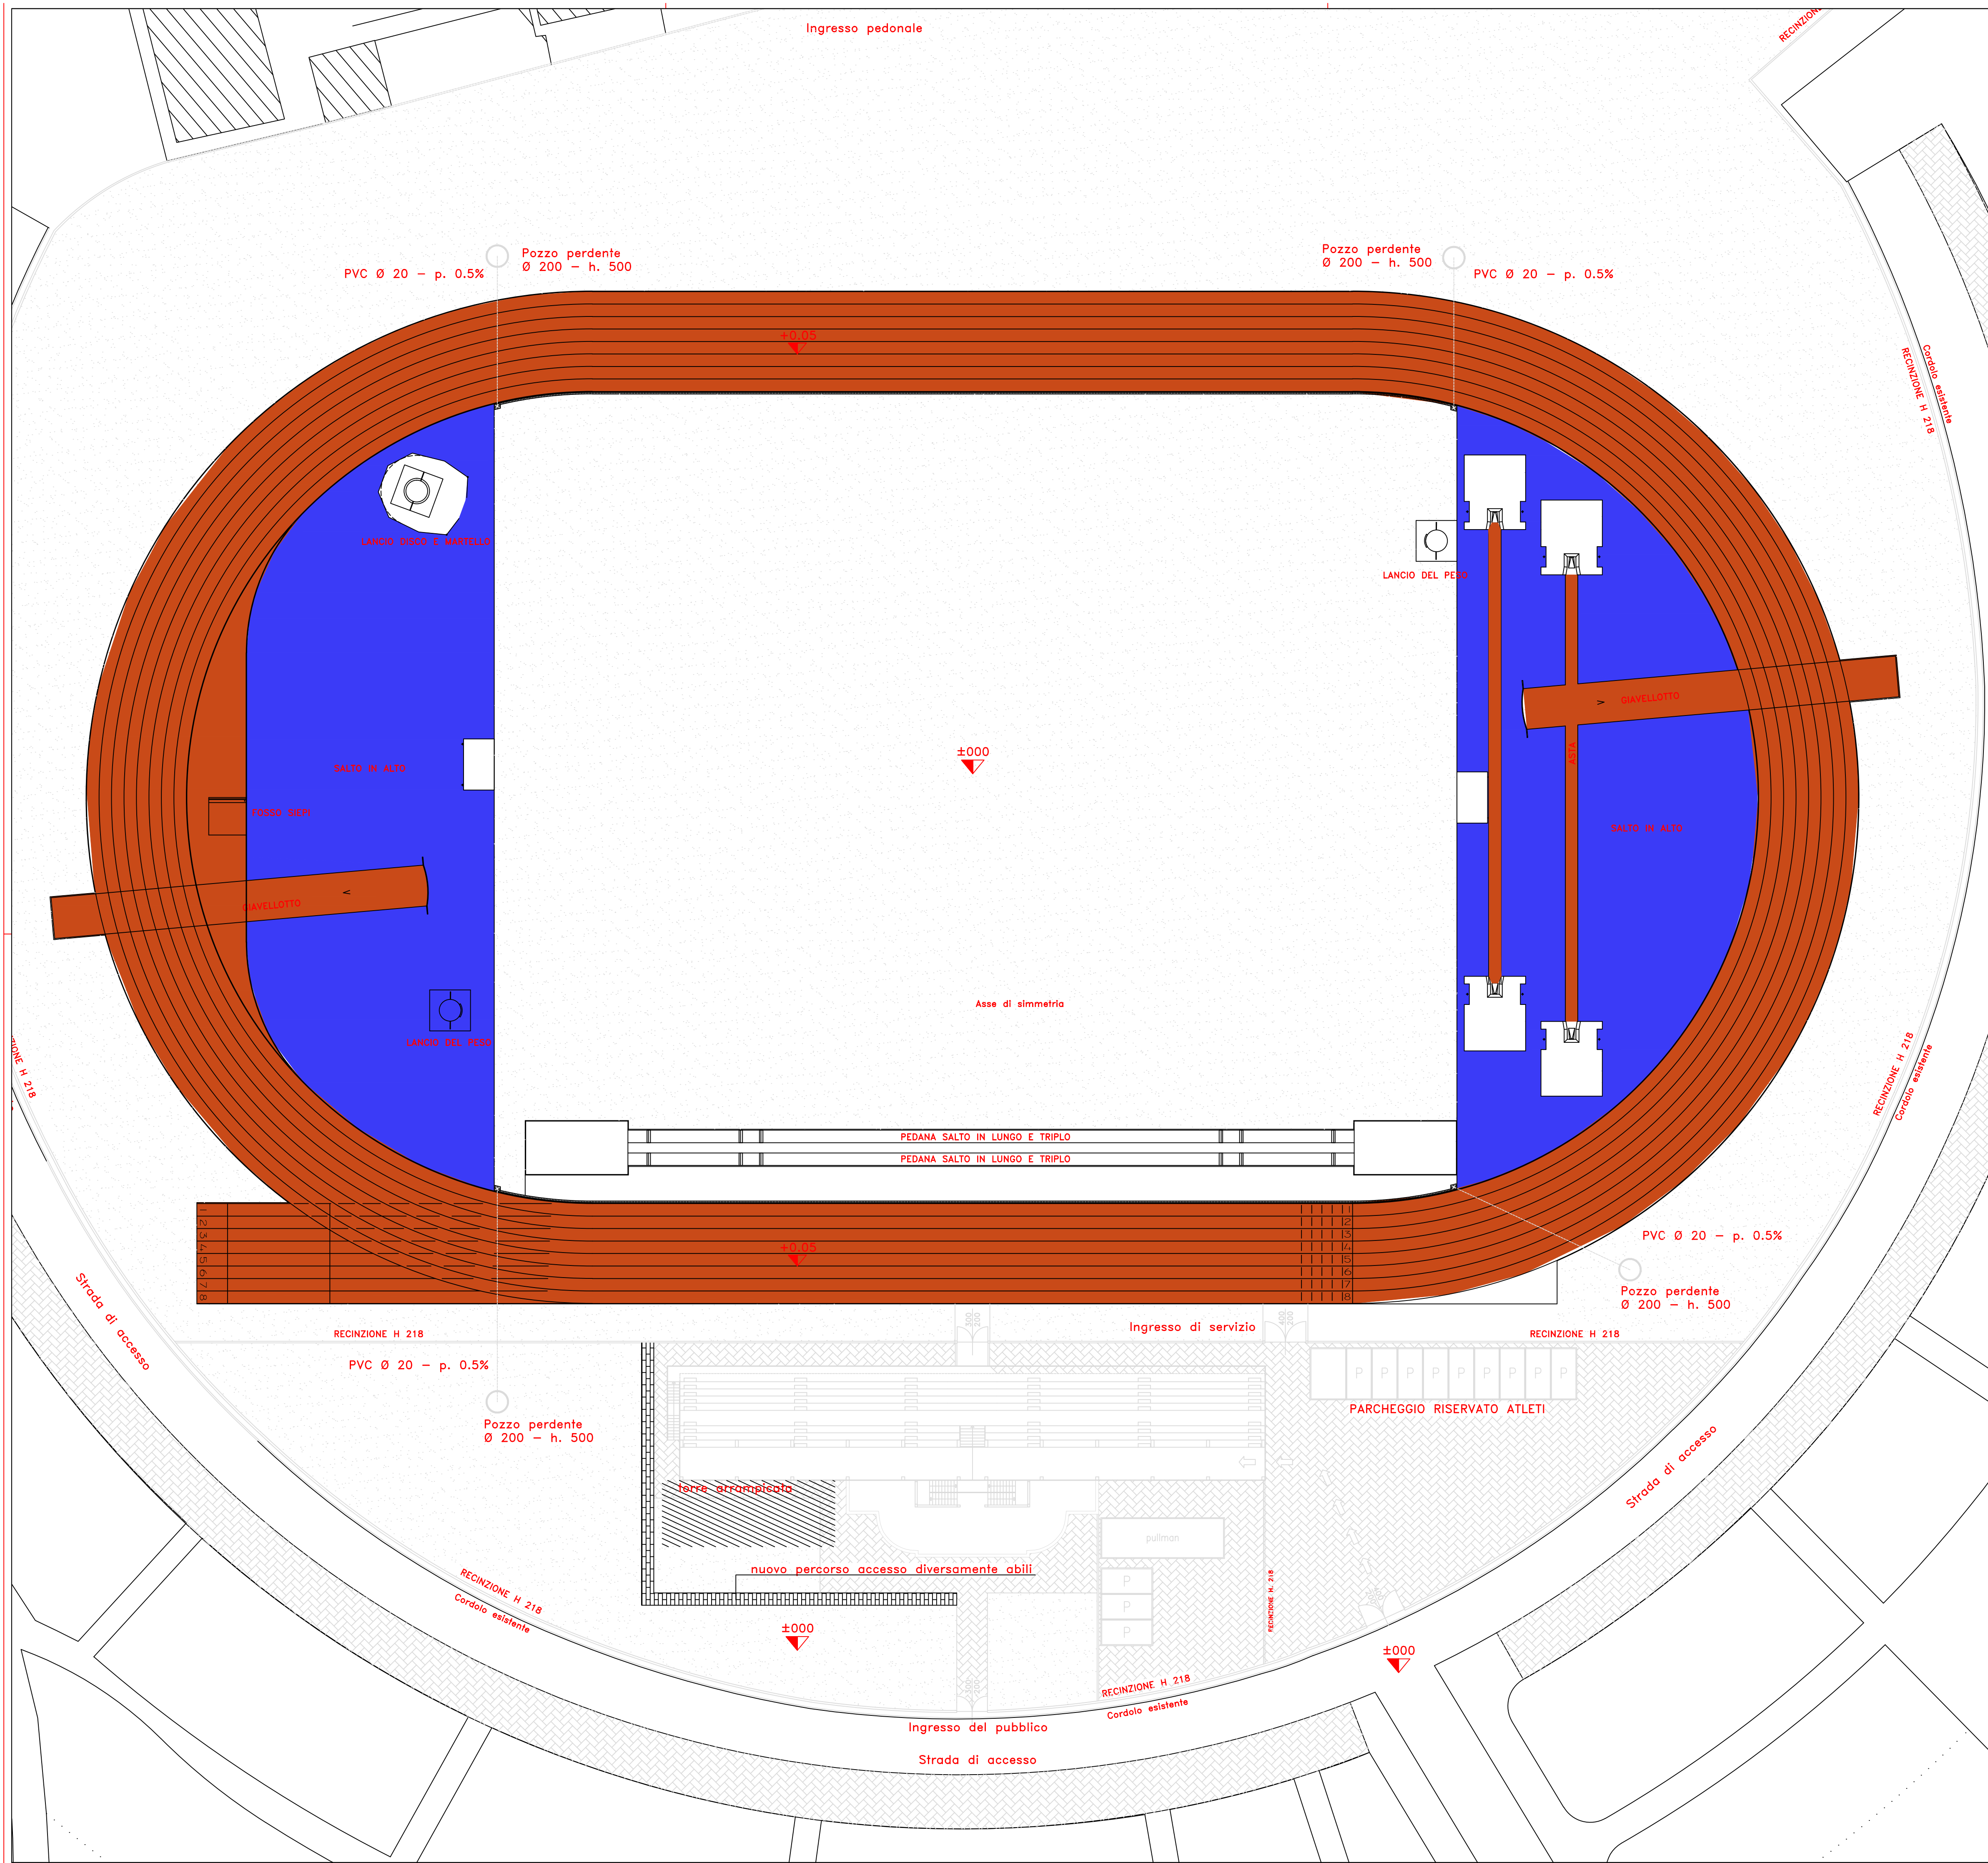 Ingresso pedonale
Pozzo perdente
Ø 200 – h. 500
PVC Ø 20 – p. 0.5%
Pozzo perdente
Ø 200 – h. 500
PVC Ø 20 – p. 0.5%
+0.05
Cordolo esistente
RECINZIONE H 218
LANCIO DISCO E MARTELLO
LANCIO DEL PESO
GIAVELLOTTO
ASTA
±000
SALTO IN ALTO
SALTO IN ALTO
GIAVELLOTTO
Asse di simmetria
LANCIO DEL PESO
RECINZIONE H 218
Cordolo esistente
PEDANA SALTO IN LUNGO E TRIPLO
PEDANA SALTO IN LUNGO E TRIPLO
1
2
3
4
5
6
7
8
1
2
3
4
5
6
7
8
+0.05
PVC Ø 20 – p. 0.5%
Pozzo perdente
Ø 200 – h. 500
Strada di accesso
RECINZIONE H 218
Ingresso di servizio
RECINZIONE H 218
PVC Ø 20 – p. 0.5%
P P P P P P P P P
PARCHEGGIO RISERVATO ATLETI
Pozzo perdente
Ø 200 – h. 500
Strada di accesso
torre arrampicata
pullman
nuovo percorso accesso diversamente abili
P
P
P
RECINZIONE H. 218
RECINZIONE H 218
Cordolo esistente
±000
±000
RECINZIONE H 218
Cordolo esistente
Ingresso del pubblico
Strada di accesso